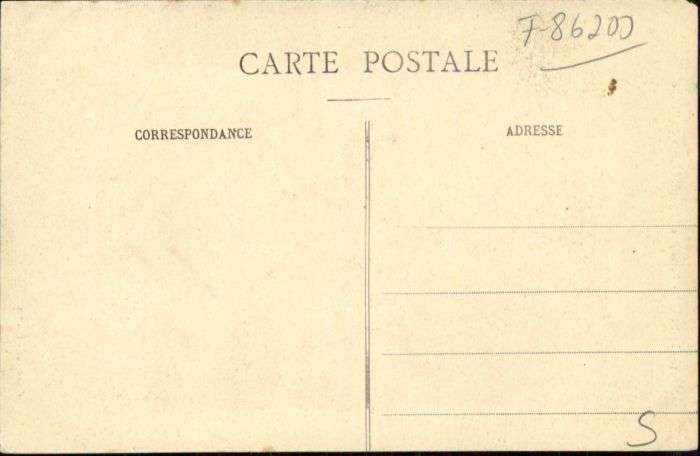 F-86200
CARTE POSTALE
CORRESPONDANCE
ADRESSE
S